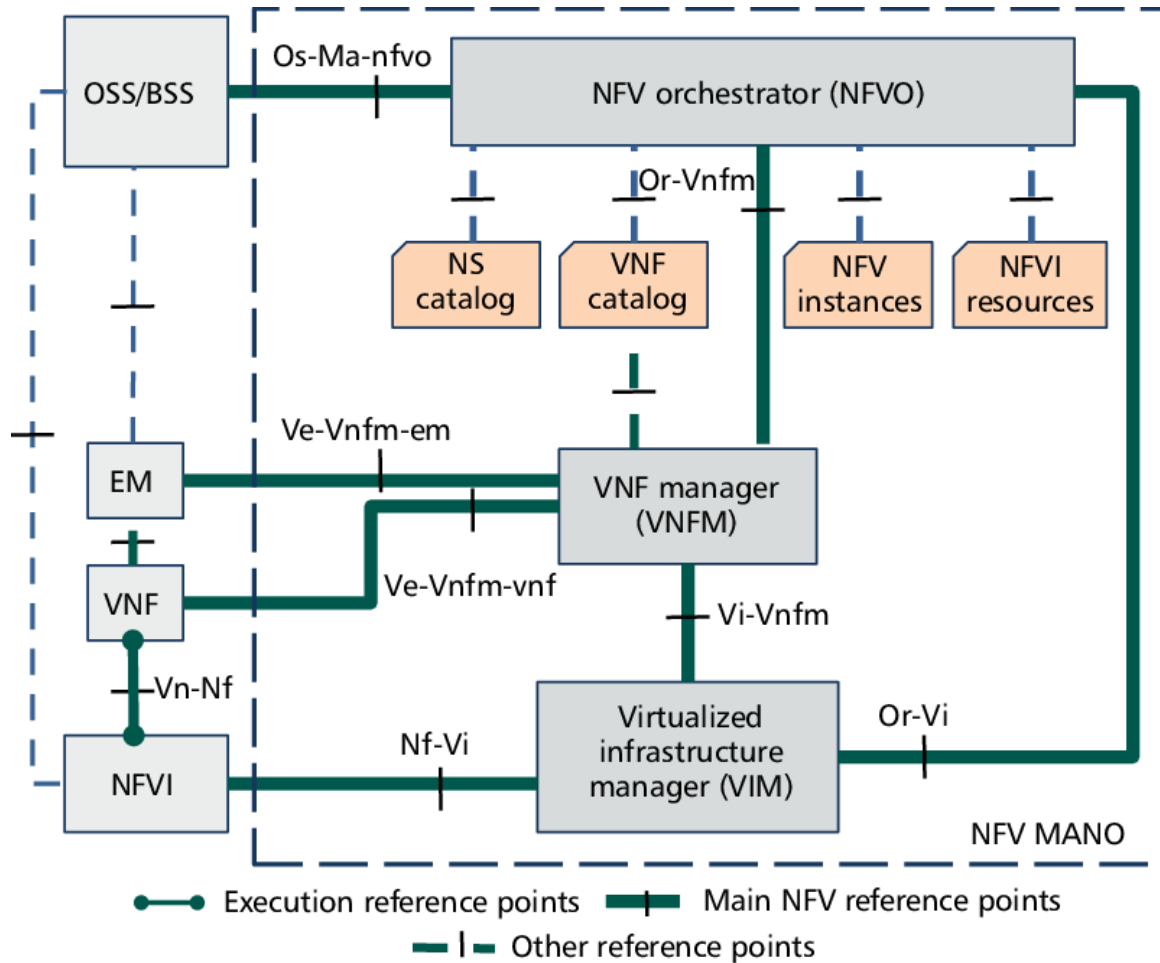 Os-Ma-nfvo
OSS/BSS
NFV orchestrator (NFVO)
Or-Vnfm
NS
catalog
VNF
catalog
NFV
instances
NFVI
resources
Ve-Vnfm-em
EM
VNF manager
(VNFM)
VNF
Ve-Vnfm-vnf
Vi-Vnfm
Vn-Nf
Virtualized
infrastructure
manager (VIM)
Or-Vi
Nf-Vi
NFVI
NFV MANO
Execution reference points
Main NFV reference points
Other reference points